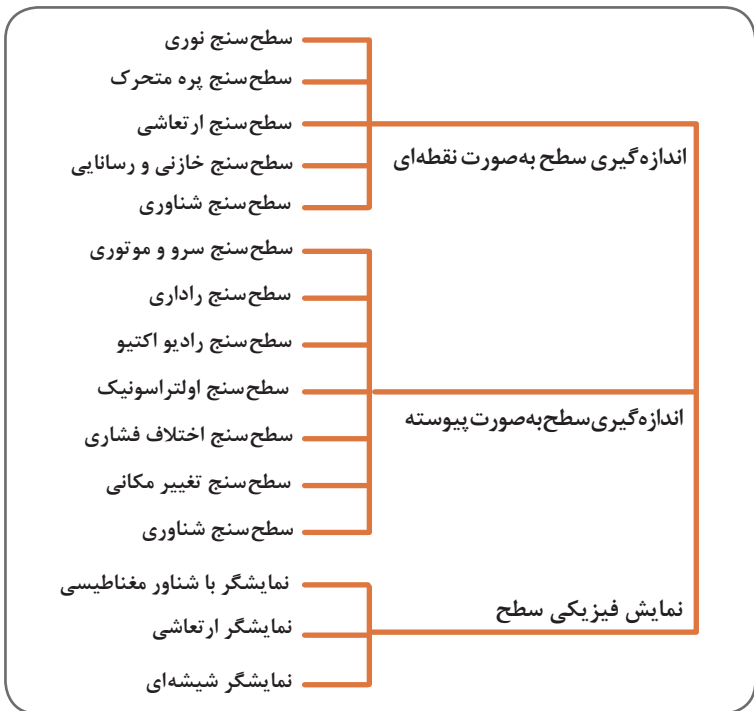 اندازه‌گیری سطح به‌صورت نقطه‌ای
سطح‌سنج نوری
سطح‌سنج پره متحرک
سطح‌سنج ارتعاشی
سطح‌سنج خازنی و رسانایی
سطح‌سنج شناوری
اندازه‌گیری سطح به‌صورت پیوسته
سطح‌سنج سرو و موتوری
سطح‌سنج راداری
سطح‌سنج رادیو اکتیو
سطح‌سنج اولتراسونیک
سطح‌سنج اختلاف فشاری
سطح‌سنج تغییر مکانی
سطح‌سنج شناوری
نمایش فیزیکی سطح
نمایشگر با شناور مغناطیسی
نمایشگر ارتعاشی
نمایشگر شیشه‌ای